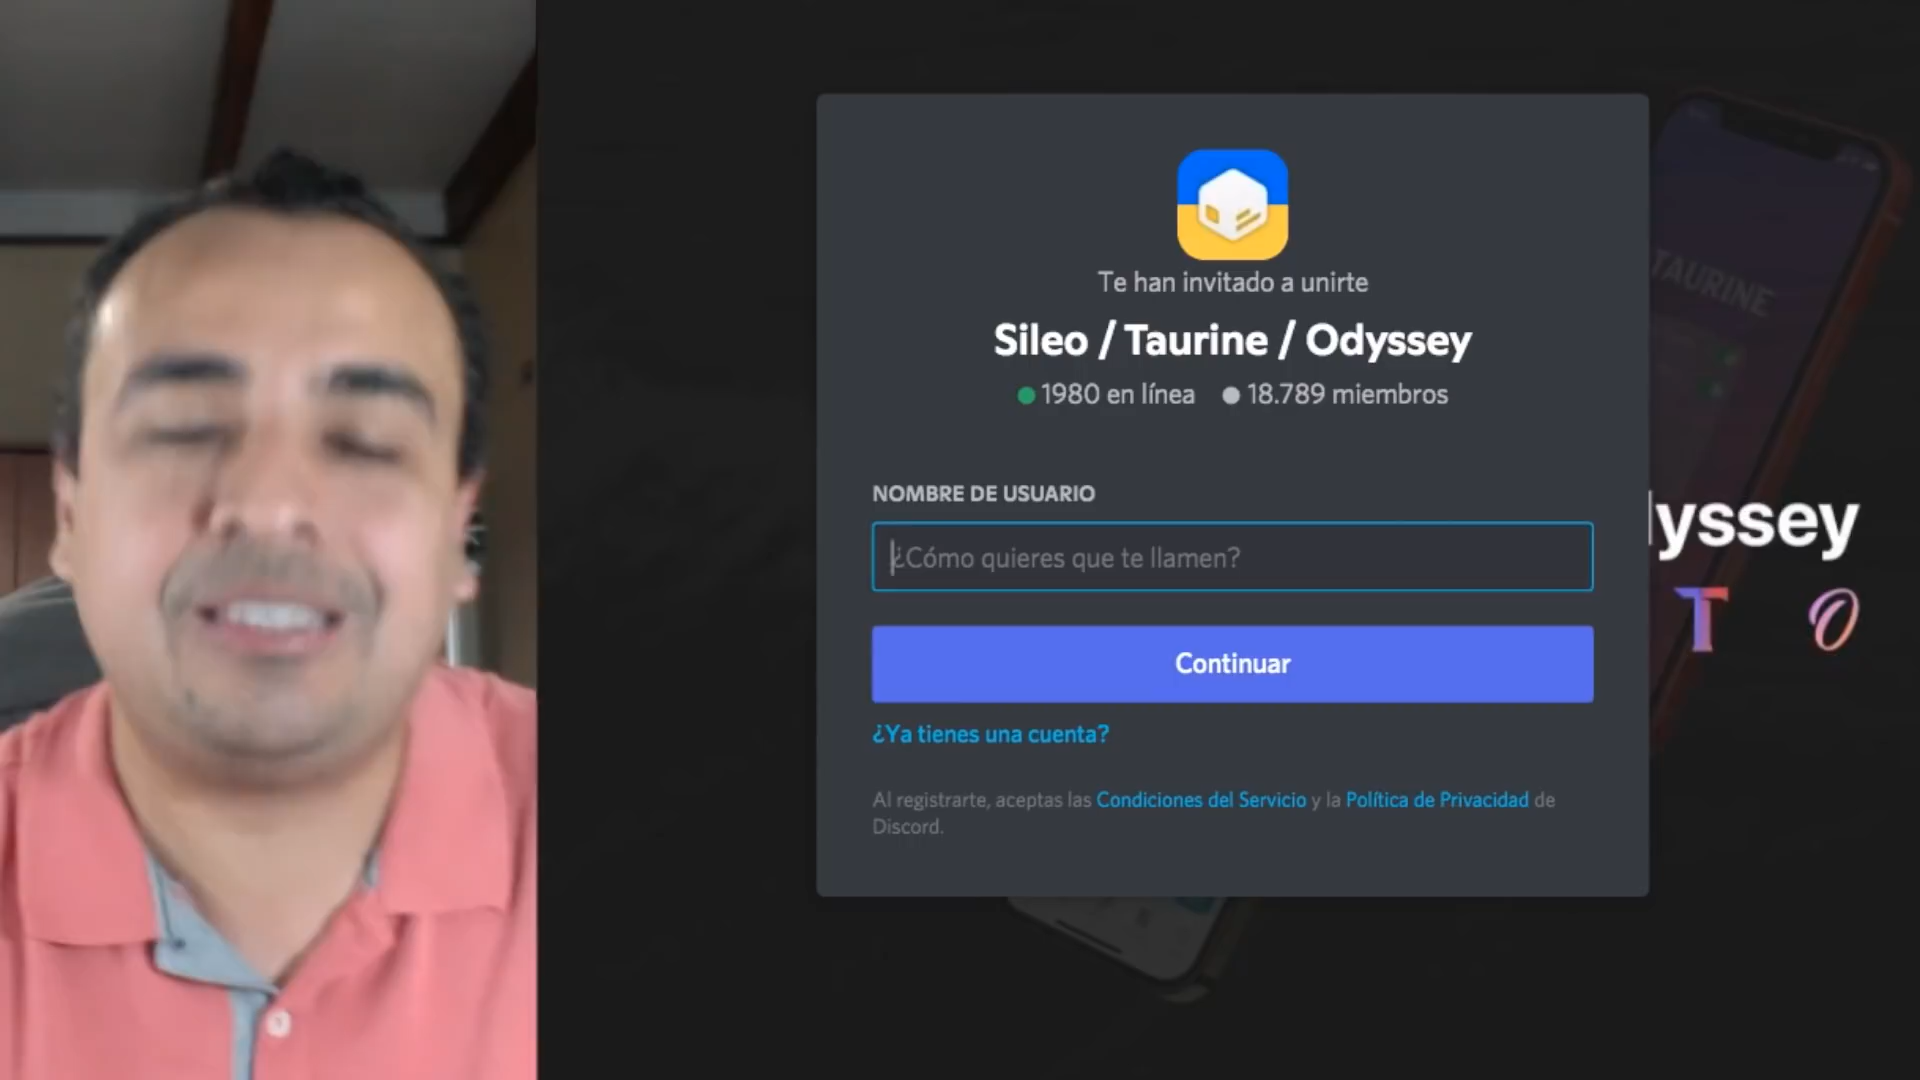 Te han invitado a unirte
Sileo / Taurine / Odyssey
1980 en línea 18.789 miembros
NOMBRE DE USUARIO
¿Cómo quieres que te llamen?
Continuar
¿Ya tienes una cuenta?
Al registrarte, aceptas las Condiciones del Servicio y la Política de Privacidad de
Discord.
TAURINE
dyssey
T O